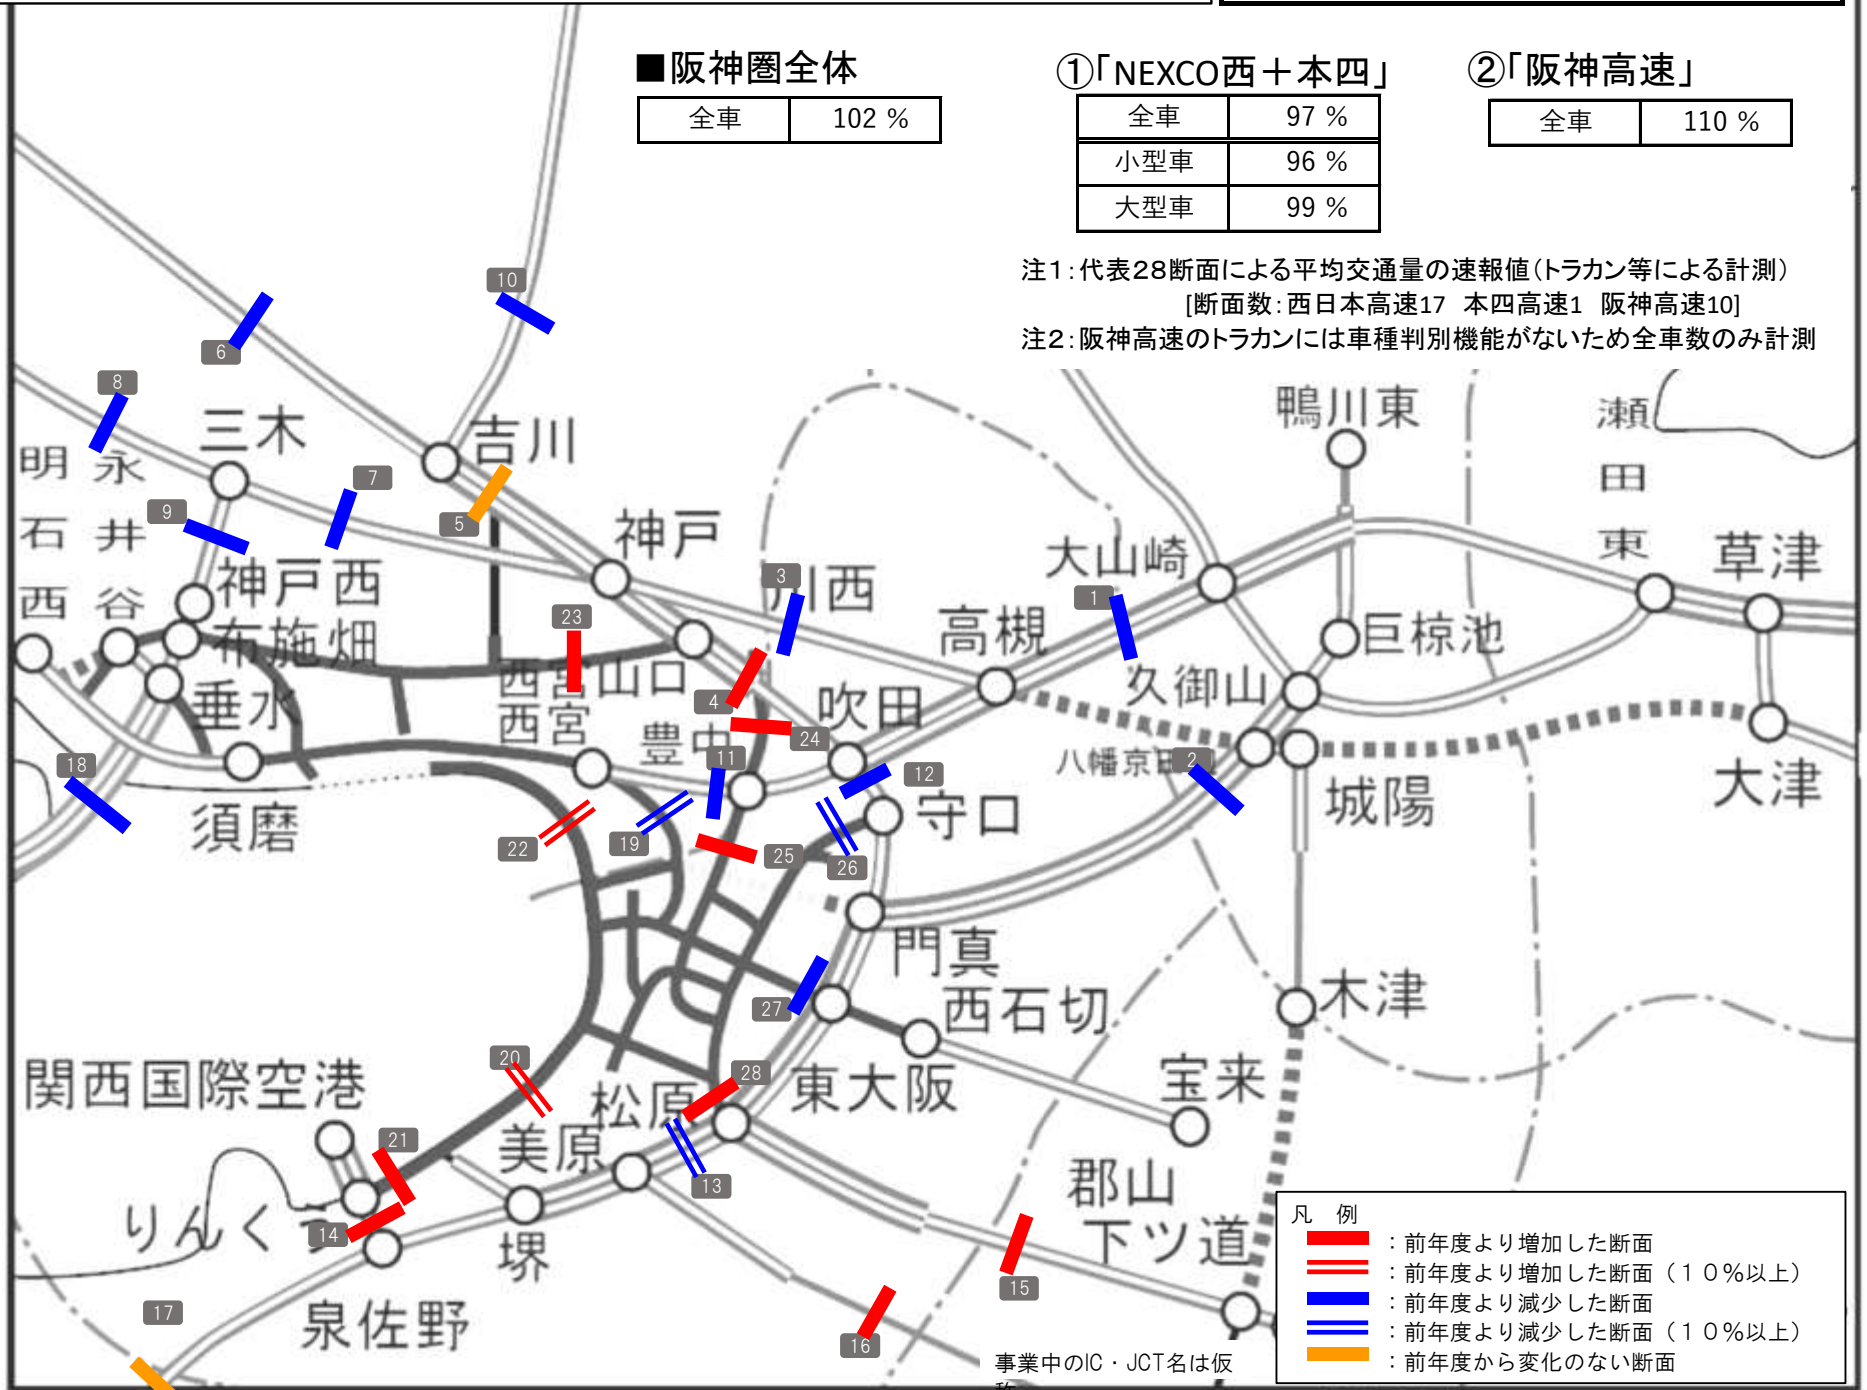 ■阪神圏全体
全車 102 %
①「NEXCO西＋本四」
全車 97 %
小型車 96 %
大型車 99 %
②「阪神高速」
全車 110 %
注1：代表28断面による平均交通量の速報値（トラカン等による計測）
[断面数：西日本高速17 本四高速1 阪神高速10]
注2：阪神高速のトラカンには車種判別機能がないため全車数のみ計測
10
6
8
三木
吉川
鴨川東
瀬田東
明石西
永井谷
7
9
5
神戸
大山崎
草津
神戸西
3
川西
1
23
高槻
巨椋池
布施畑
西宮山口
久御山
垂水
西宮
4
吹田
豊中
24
18
11
12
2
城陽
大津
須磨
22
19
25
26
守口
門真
27
西石切
木津
関西国際空港
20
松原
28
東大阪
宝来
21
美原
13
郡山下ツ道
りんくう
14
堺
15
17
泉佐野
16
事業中のIC・JCT名は仮
凡 例
：前年度より増加した断面
：前年度より増加した断面（１０％以上）
：前年度より減少した断面
：前年度より減少した断面（１０％以上）
：前年度から変化のない断面